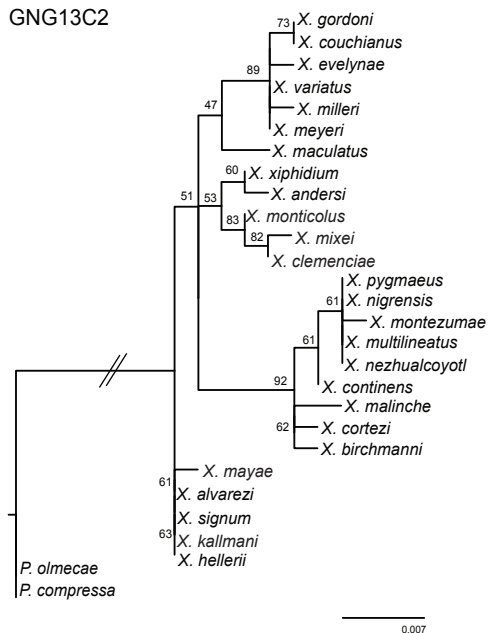 GNG13C2
73
X. gordoni
X. couchianus
X. evelynae
89
X. variatus
X. milleri
47
X. meyeri
X. maculatus
60
X. xiphidium
51
53
X. andersi
83
X. monticolus
82
X. mixei
X. clemenciae
X. pygmaeus
61
X. nigrensis
X. montezumae
61
X. multilineatus
X. nezhualcoyotl
92
X. continens
X. malinche
62
X. cortezi
X. birchmanni
X. mayae
61
X. alvarezi
X. signum
63
X. kallmani
X. hellerii
P. olmecae
P. compressa
0.007